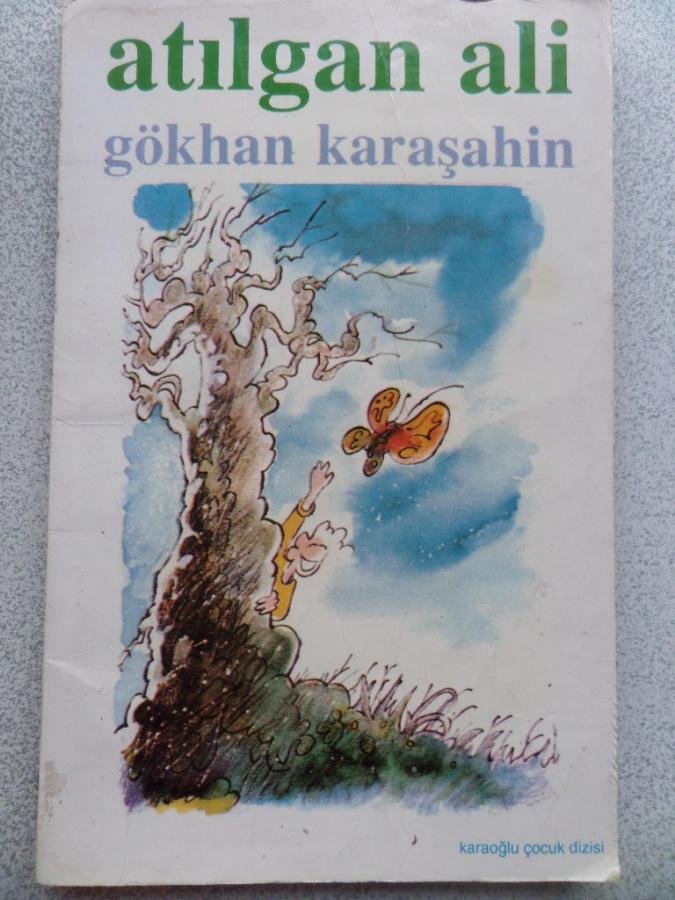 atılgan ali
gökhan karaşahin
karaoğlu çocuk dizisi